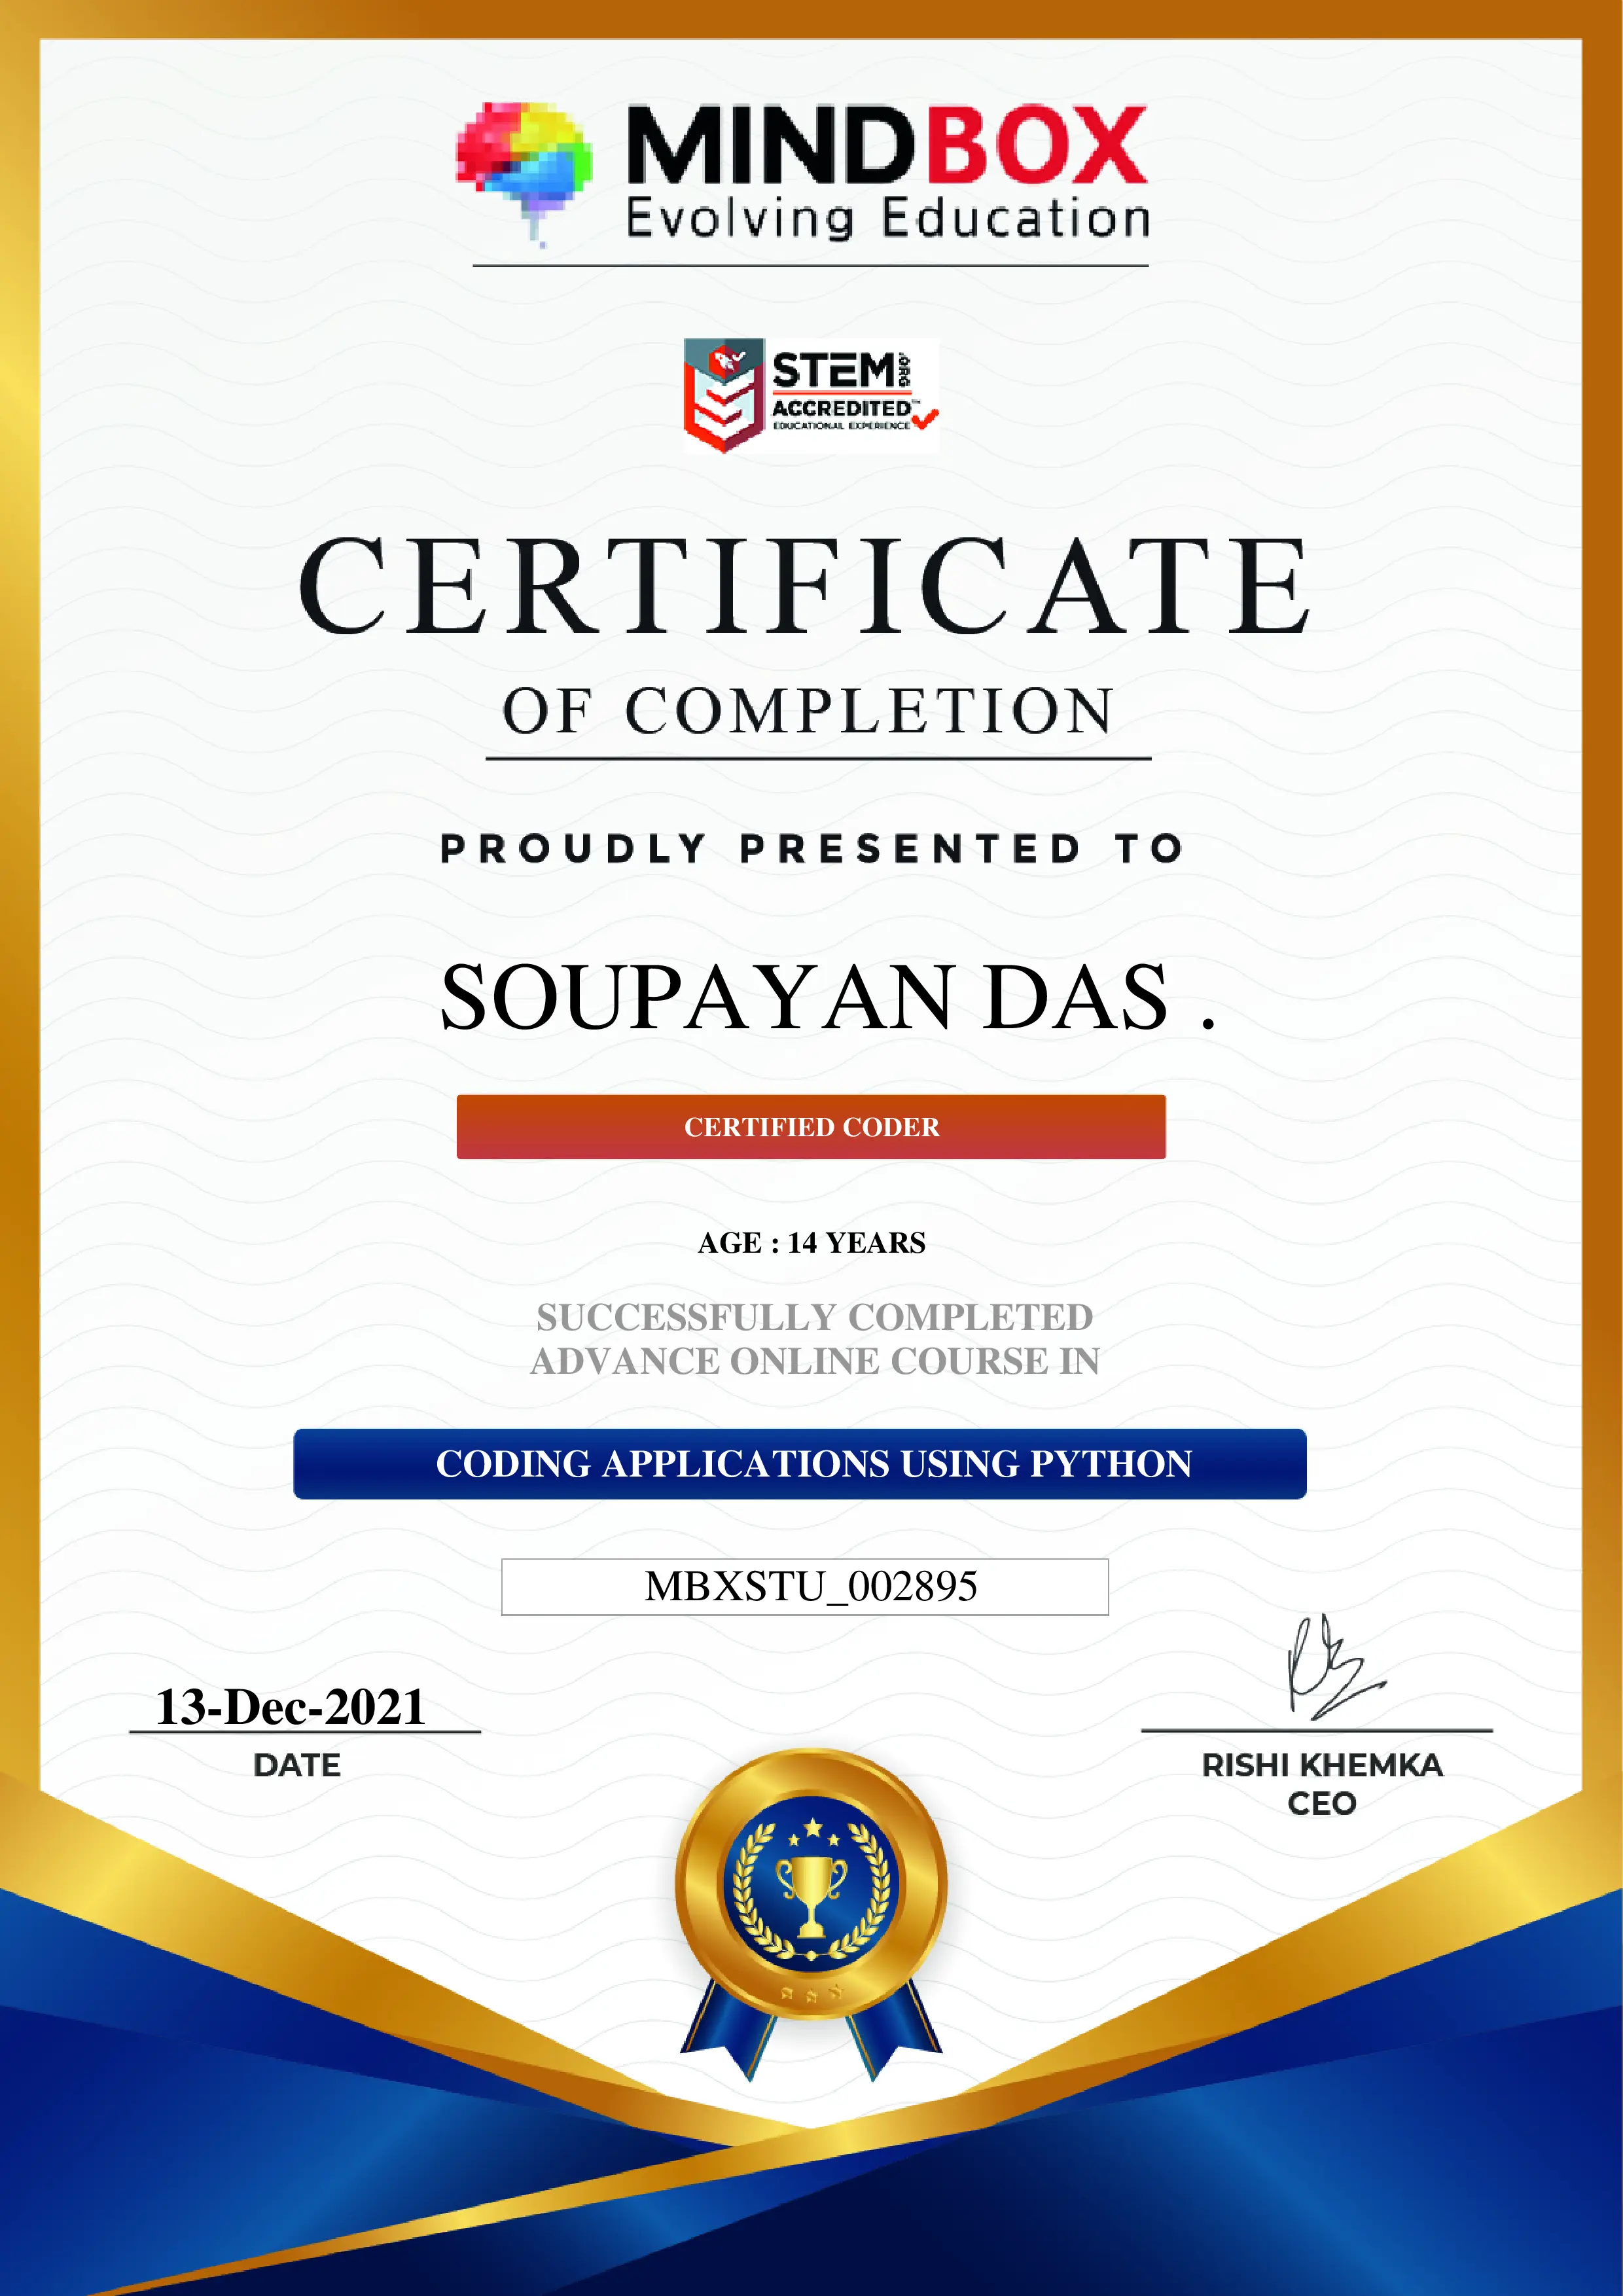 MINDBOX
Evolving Education
STEM.ORG
ACCREDITED™
EDUCATIONAL EXPERIENCE
CERTIFICATE
OF COMPLETION
PROUDLY PRESENTED TO
SOUPAYAN DAS .
CERTIFIED CODER
AGE : 14 YEARS
SUCCESSFULLY COMPLETED
ADVANCE ONLINE COURSE IN
CODING APPLICATIONS USING PYTHON
MBXSTU_002895
13-Dec-2021
DATE
RISHI KHEMKA
CEO